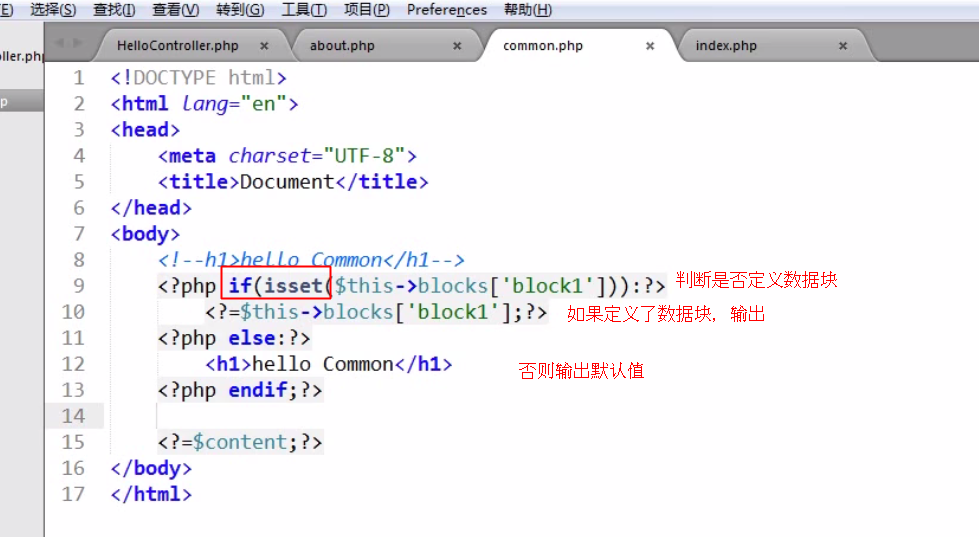 (E) 选择(S) 查找(I) 查看(V) 转到(G) 工具(T) 项目(P) Preferences 帮助(H)
HelloController.php × about.php × common.php × index.php ×
oller.php
p
1 <!DOCTYPE html>
2 <html lang="en">
3 <head>
4 <meta charset="UTF-8">
5 <title>Document</title>
6 </head>
7 <body>
8 <!--h1>hello Common</h1-->
9 <?php if(isset($this->blocks['block1'])):?> 判断是否定义数据块
10 <?=$this->blocks['block1'];?> 如果定义了数据块，输出
11 <?php else:?>
12 <h1>hello Common</h1> 否则输出默认值
13 <?php endif;?>
14
15 <?=$content;?>
16 </body>
17 </html>